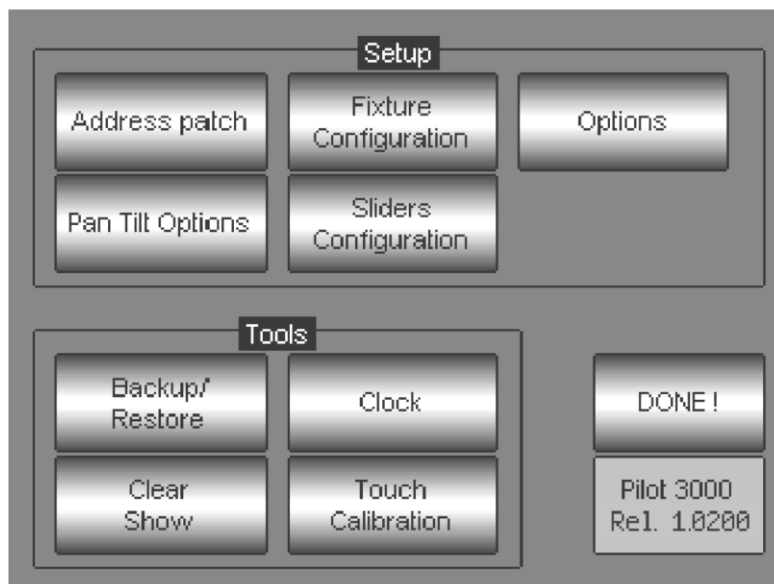 Setup
Address patch
Fixture
Configuration
Options
Pan Tilt Options
Sliders
Configuration
Tools
Backup/
Restore
Clock
DONE !
Clear
Show
Touch
Calibration
Pilot 3000
Rel. 1.0200